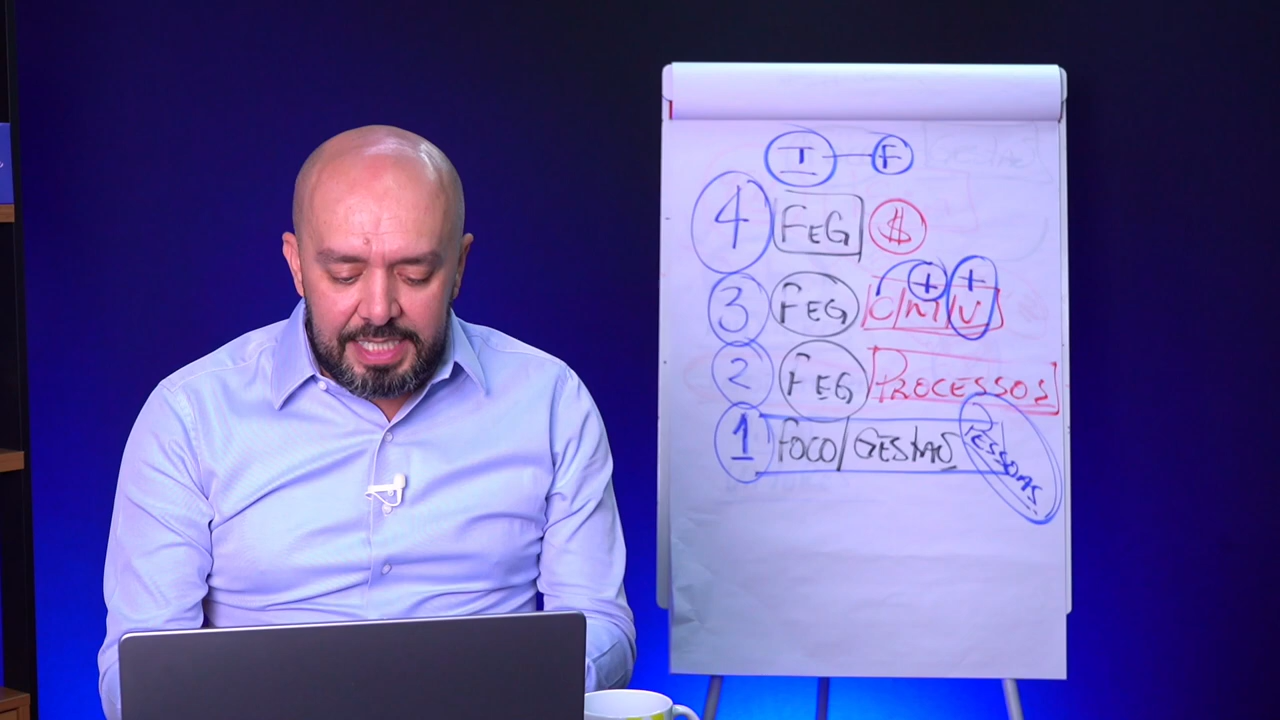 I F
4 FeG $
3 FEG C/M/V + +
2 FEG PROCESSOS
1 FOCO/GESTÃO PESSOAS